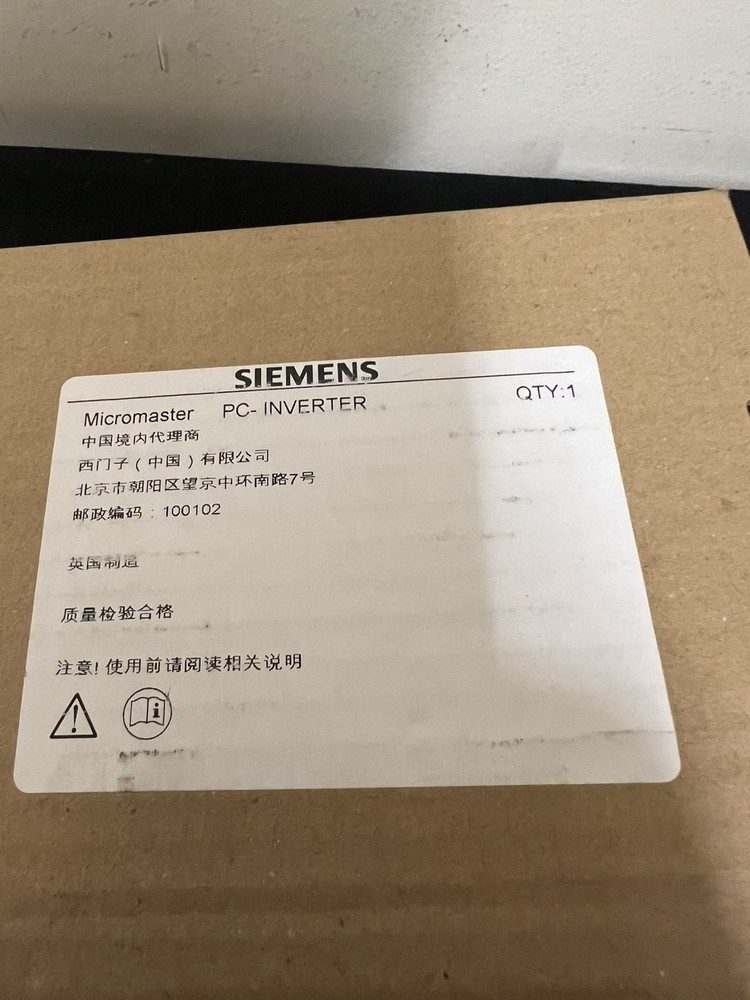 SIEMENS
Micromaster PC- INVERTER QTY:1
中国境内代理商
西门子(中国)有限公司
北京市朝阳区望京中环南路7号
邮政编码:100102
英国制造
质量检验合格
注意! 使用前请阅读相关说明